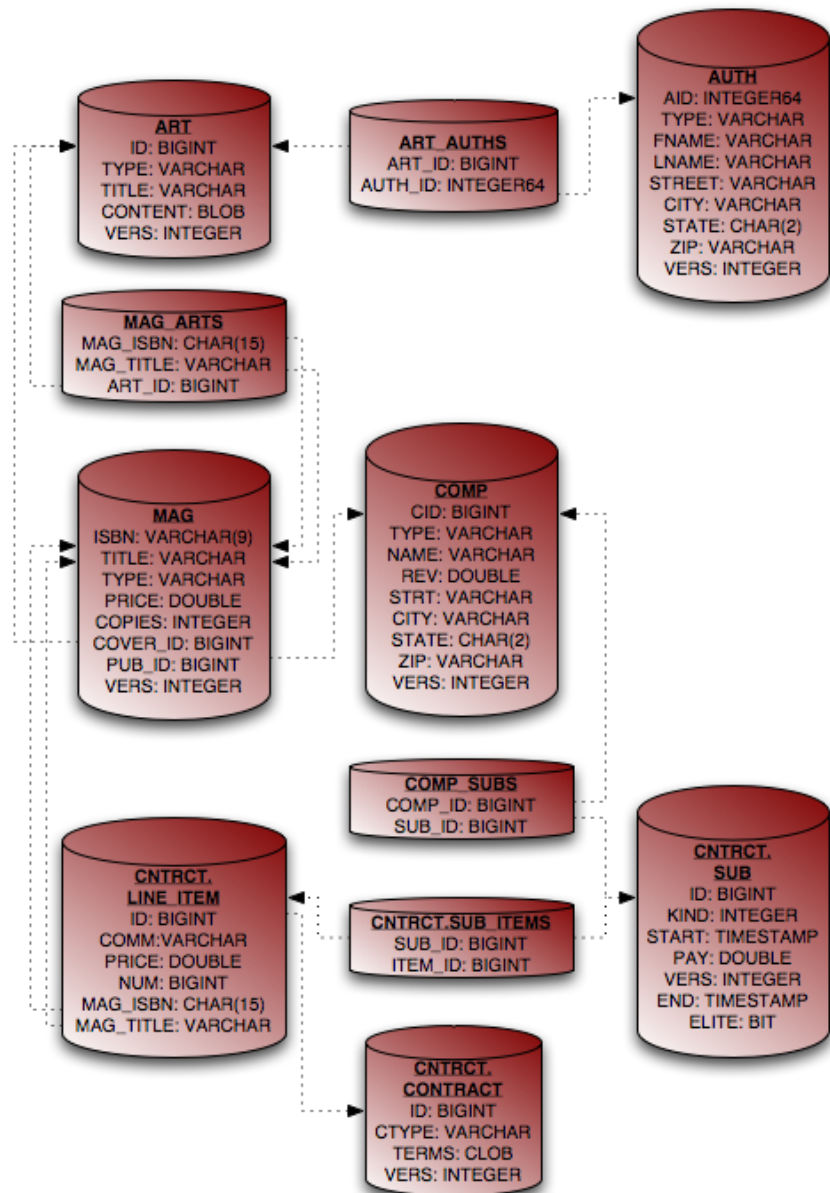 ART
ID: BIGINT
TYPE: VARCHAR
TITLE: VARCHAR
CONTENT: BLOB
VERS: INTEGER
ART_AUTHS
ART_ID: BIGINT
AUTH_ID: INTEGER64
AUTH
AID: INTEGER64
TYPE: VARCHAR
FNAME: VARCHAR
LNAME: VARCHAR
STREET: VARCHAR
CITY: VARCHAR
STATE: CHAR(2)
ZIP: VARCHAR
VERS: INTEGER
MAG_ARTS
MAG_ISBN: CHAR(15)
MAG_TITLE: VARCHAR
ART_ID: BIGINT
MAG
ISBN: VARCHAR(9)
TITLE: VARCHAR
TYPE: VARCHAR
PRICE: DOUBLE
COPIES: INTEGER
COVER_ID: BIGINT
PUB_ID: BIGINT
VERS: INTEGER
COMP
CID: BIGINT
TYPE: VARCHAR
NAME: VARCHAR
REV: DOUBLE
STRT: VARCHAR
CITY: VARCHAR
STATE: CHAR(2)
ZIP: VARCHAR
VERS: INTEGER
COMP_SUBS
COMP_ID: BIGINT
SUB_ID: BIGINT
CNTRCT.
LINE_ITEM
ID: BIGINT
COMM:VARCHAR
PRICE: DOUBLE
NUM: BIGINT
MAG_ISBN: CHAR(15)
MAG_TITLE: VARCHAR
CNTRCT.SUB_ITEMS
SUB_ID: BIGINT
ITEM_ID: BIGINT
CNTRCT.
SUB
ID: BIGINT
KIND: INTEGER
START: TIMESTAMP
PAY: DOUBLE
VERS: INTEGER
END: TIMESTAMP
ELITE: BIT
CNTRCT.
CONTRACT
ID: BIGINT
CTYPE: VARCHAR
TERMS: CLOB
VERS: INTEGER